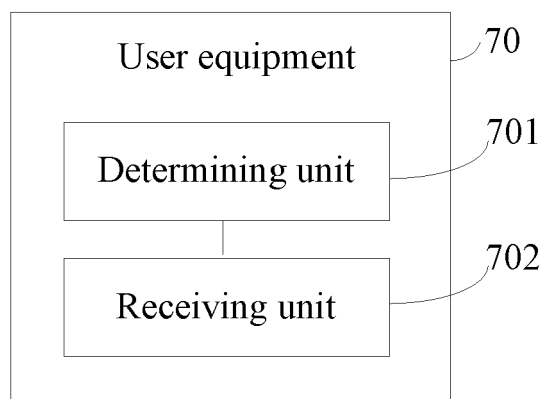 User equipment
70
Determining unit
701
Receiving unit
702